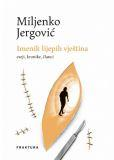 Miljenko
Jergović
Imenik lijepih vještina
eseji, kronike, članci
FRAKTURA